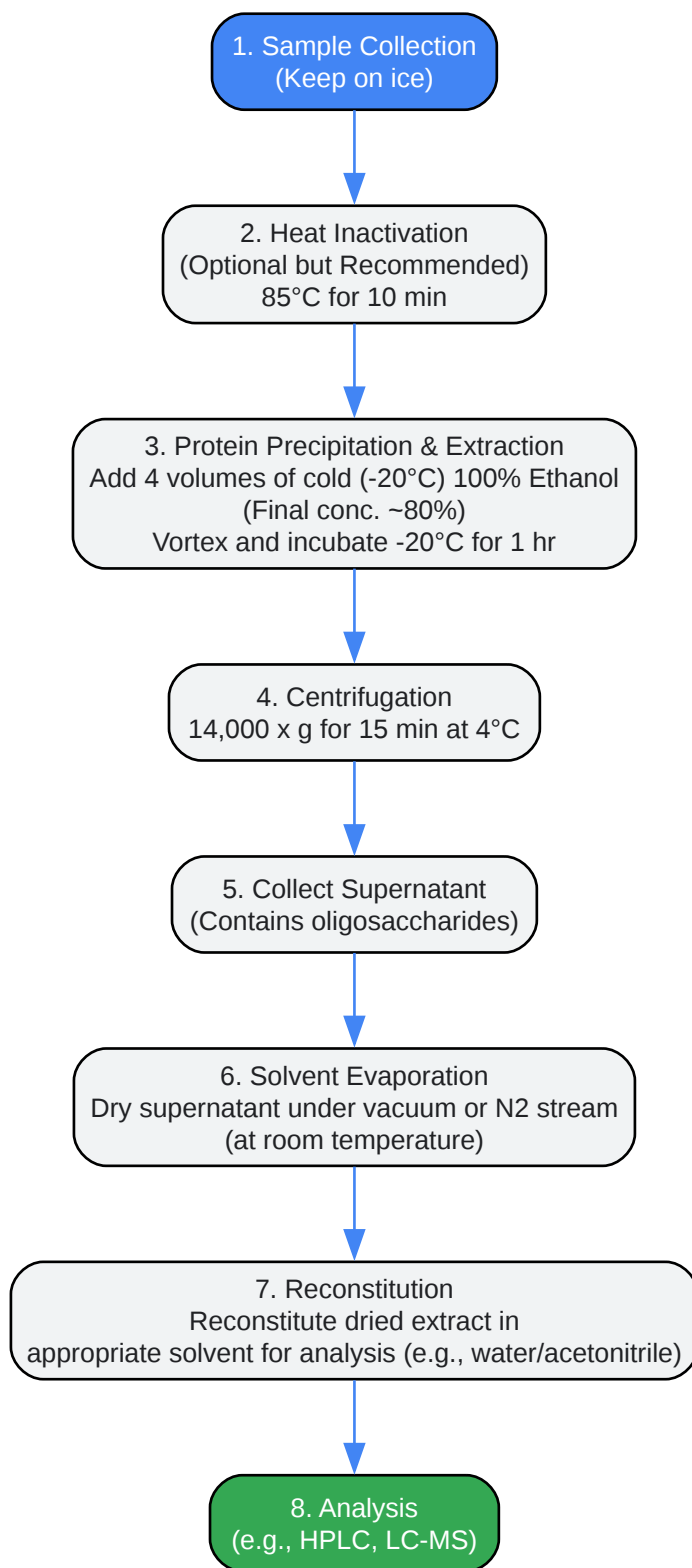 1. Sample Collection
(Keep on ice)
2. Heat Inactivation
(Optional but Recommended)
85°C for 10 min
3. Protein Precipitation & Extraction
Add 4 volumes of cold (-20°C) 100% Ethanol
(Final conc. ~80%)
Vortex and incubate -20°C for 1 hr
4. Centrifugation
14,000 x g for 15 min at 4°C
5. Collect Supernatant
(Contains oligosaccharides)
6. Solvent Evaporation
Dry supernatant under vacuum or N2 stream
(at room temperature)
7. Reconstitution
Reconstitute dried extract in
appropriate solvent for analysis (e.g., water/acetonitrile)
8. Analysis
(e.g., HPLC, LC-MS)